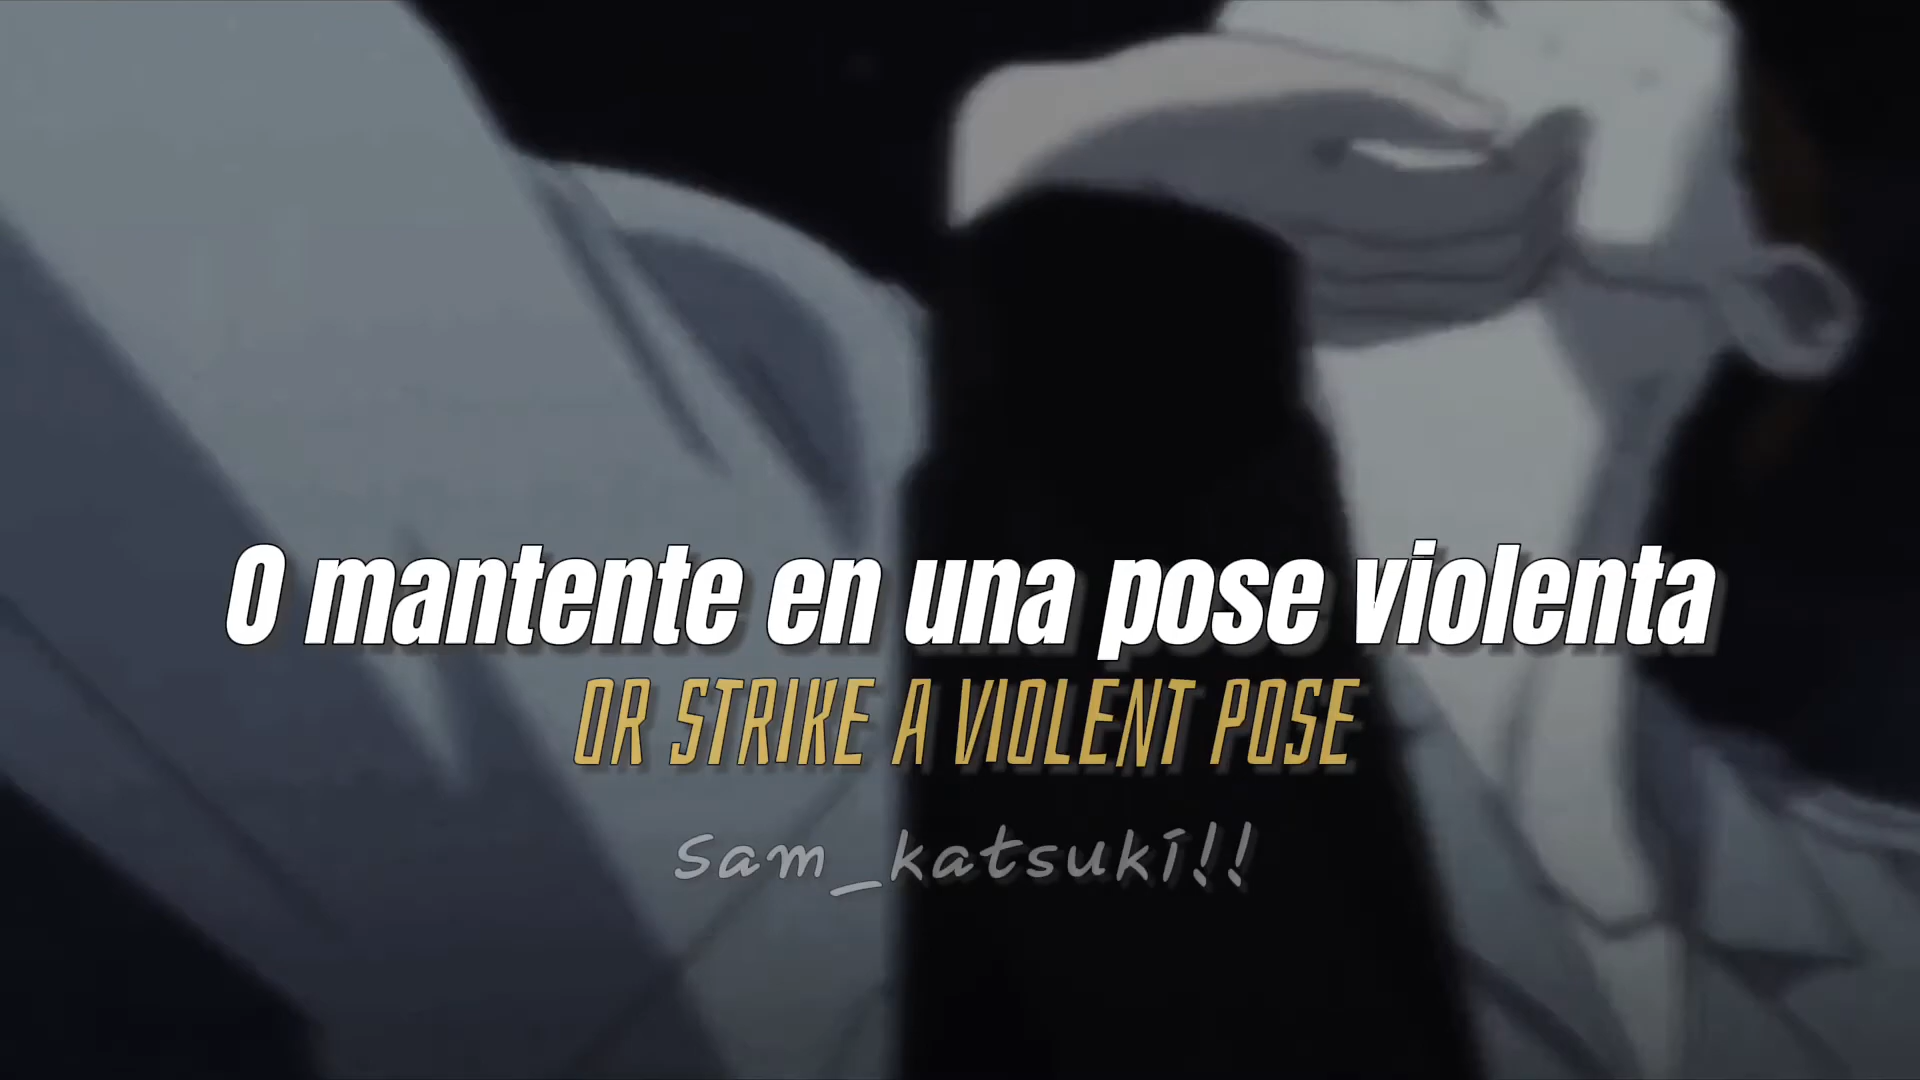 O mantente en una pose violenta
OR STRIKE A VIOLENT POSE
sam_katsuki!!